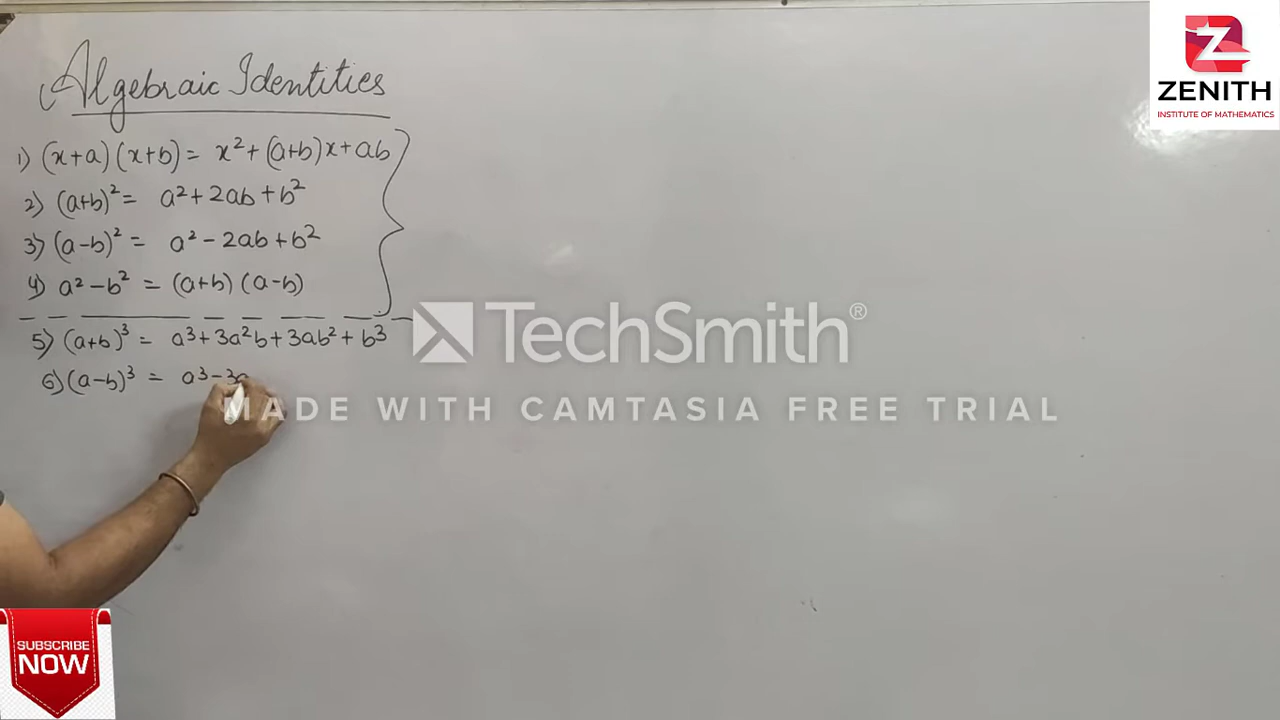 Algebraic Identities
1) (x+a)(x+b) = x²+(a+b)x+ab
2) (a+b)² = a²+2ab+b²
3) (a-b)² = a²-2ab+b²
4) a²-b² = (a+b)(a-b)
5) (a+b)³ = a³+3a²b+3ab²+b³
6) (a-b)³ = a³-3a
Z
ZENITH
INSTITUTE OF MATHEMATICS
TechSmith®
MADE WITH CAMTASIA FREE TRIAL
SUBSCRIBE
NOW